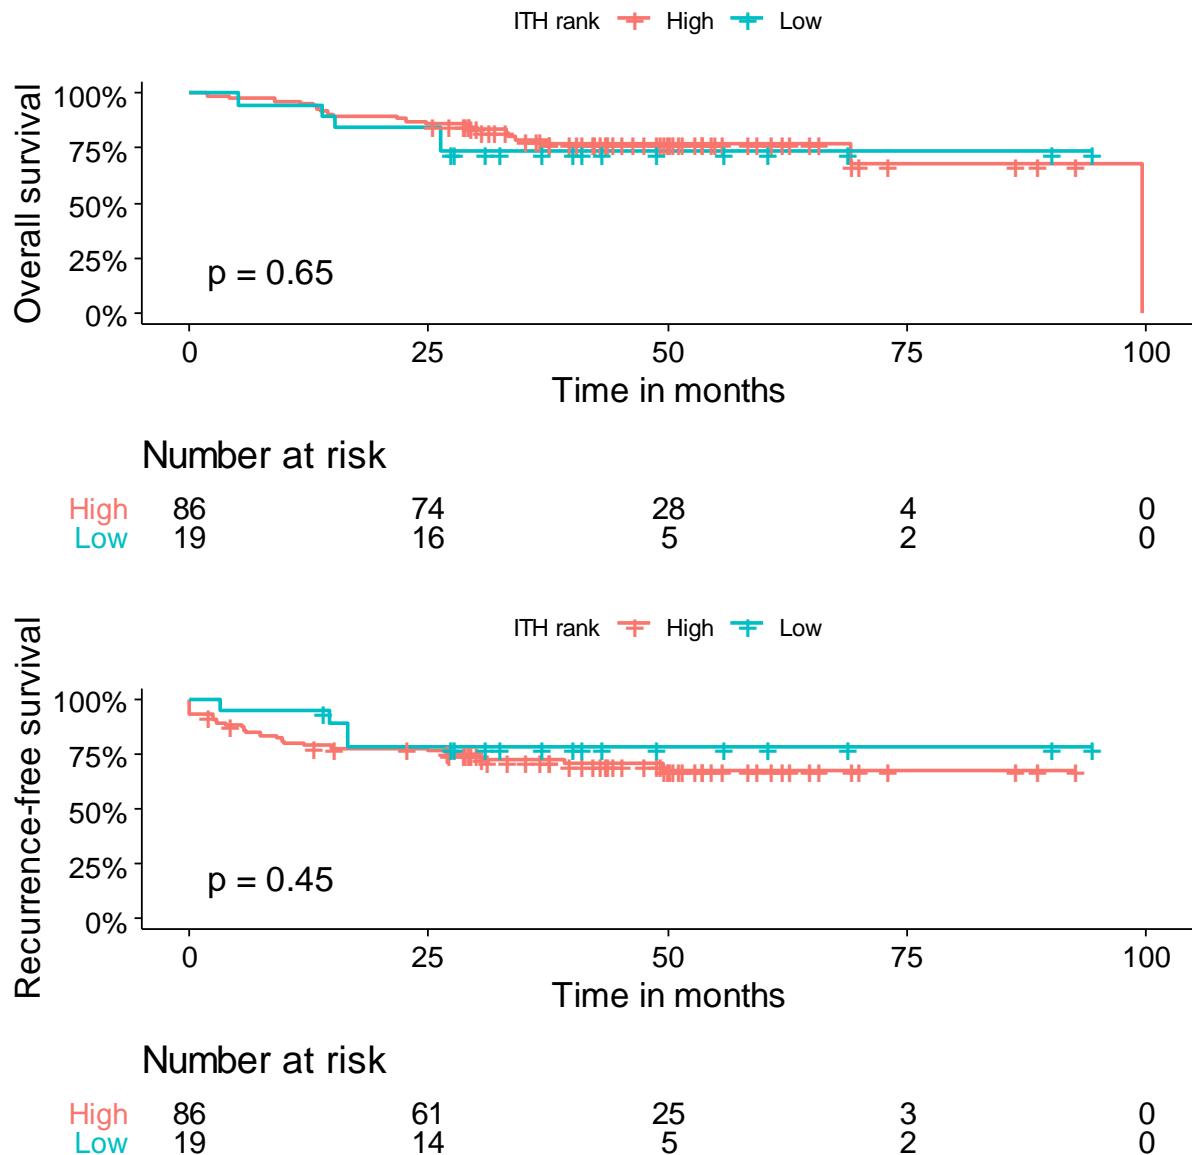 ITH rank High Low
Overall survival
100%
75%
50%
25%
0%
p = 0.65
0 25 50 75 100
Time in months
Number at risk
High 86 74 28 4 0
Low 19 16 5 2 0
ITH rank High Low
Recurrence-free survival
100%
75%
50%
25%
0%
p = 0.45
0 25 50 75 100
Time in months
Number at risk
High 86 61 25 3 0
Low 19 14 5 2 0